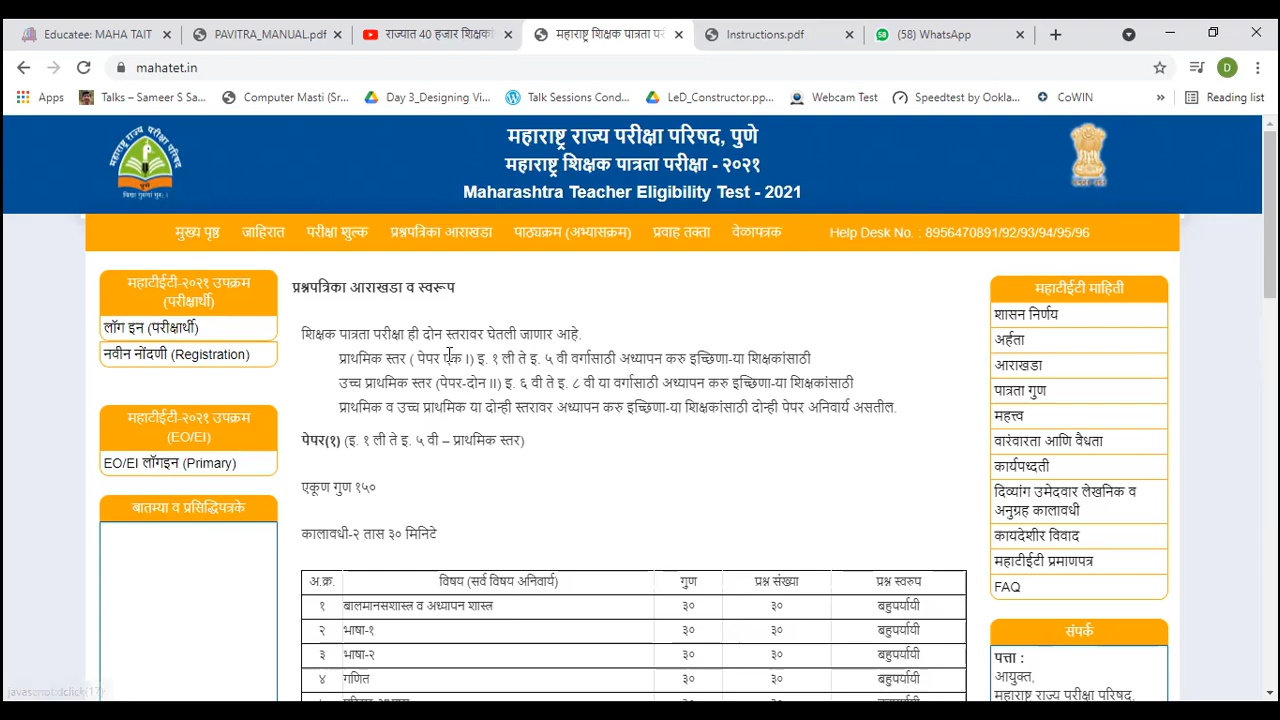 Educatee: MAHA TAIT
PAVITRA_MANUAL.pdf
राज्यात 40 हजार शिक्षकां
महाराष्ट्र शिक्षक पात्रता परी
Instructions.pdf
(58) WhatsApp
mahatet.in
D
Apps
Talks – Sameer S Sa...
Computer Masti (Sr...
Day 3_Designing Vi...
Talk Sessions Cond...
LeD_Constructor.pp...
Webcam Test
Speedtest by Ookla...
CoWIN
»
Reading list
महाराष्ट्र राज्य परीक्षा परिषद, पुणे
महाराष्ट्र शिक्षक पात्रता परीक्षा - २०२१
Maharashtra Teacher Eligibility Test - 2021
मुख्य पृष्ठ
जाहिरात
परीक्षा शुल्क
प्रश्नपत्रिका आराखडा
पाठ्यक्रम (अभ्यासक्रम)
प्रवाह तक्ता
वेळापत्रक
Help Desk No. : 8956470891/92/93/94/95/96
महाटीईटी-२०२१ उपक्रम
(परीक्षार्थी)
लॉग इन (परीक्षार्थी)
नवीन नोंदणी (Registration)
महाटीईटी-२०२१ उपक्रम
(EO/EI)
EO/EI लॉगइन (Primary)
बातम्या व प्रसिद्धिपत्रके
प्रश्नपत्रिका आराखडा व स्वरूप
शिक्षक पात्रता परीक्षा ही दोन स्तरावर घेतली जाणार आहे.
प्राथमिक स्तर ( पेपर एक I) इ. १ ली ते इ. ५ वी वर्गासाठी अध्यापन करु इच्छिणा-या शिक्षकांसाठी
उच्च प्राथमिक स्तर (पेपर-दोन II) इ. ६ वी ते इ. ८ वी या वर्गासाठी अध्यापन करु इच्छिणा-या शिक्षकांसाठी
प्राथमिक व उच्च प्राथमिक या दोन्ही स्तरावर अध्यापन करु इच्छिणा-या शिक्षकांसाठी दोन्ही पेपर अनिवार्य असतील.
पेपर(१) (इ. १ ली ते इ. ५ वी – प्राथमिक स्तर)
एकूण गुण १५०
कालावधी-२ तास ३० मिनिटे
अ.क्र. विषय (सर्व विषय अनिवार्य) गुण प्रश्न संख्या प्रश्न स्वरुप
१ बालमानसशास्त्र व अध्यापन शास्त्र ३० ३० बहुपर्यायी
२ भाषा-१ ३० ३० बहुपर्यायी
३ भाषा-२ ३० ३० बहुपर्यायी
४ गणित ३० ३० बहुपर्यायी
महाटीईटी माहिती
शासन निर्णय
अर्हता
आराखडा
पात्रता गुण
महत्त्व
वारंवारता आणि वैधता
कार्यपध्दती
दिव्यांग उमेदवार लेखनिक व
अनुग्रह कालावधी
कायदेशीर विवाद
महाटीईटी प्रमाणपत्र
FAQ
संपर्क
पत्ता :
आयुक्त,
महाराष्ट्र राज्य परीक्षा परिषद,